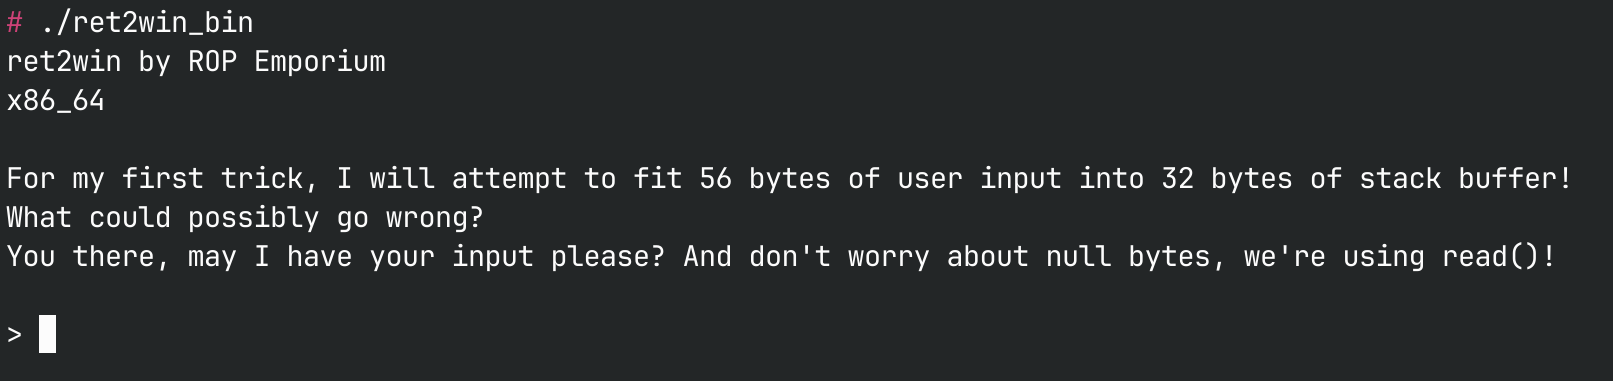 # ./ret2win_bin
ret2win by ROP Emporium
x86_64
For my first trick, I will attempt to fit 56 bytes of user input into 32 bytes of stack buffer!
What could possibly go wrong?
You there, may I have your input please? And don't worry about null bytes, we're using read()!
>